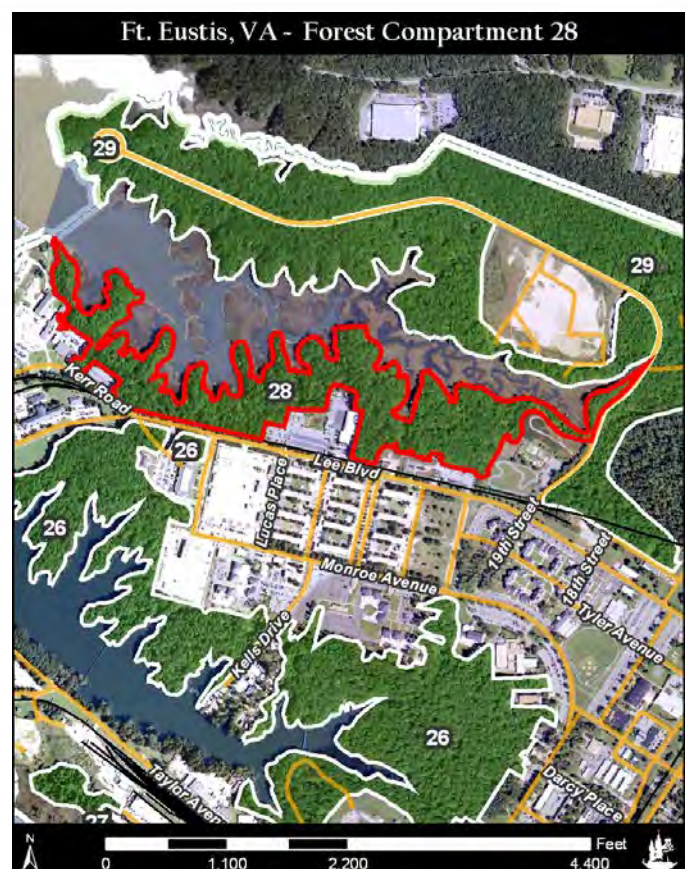 Ft. Eustis, VA - Forest Compartment 28
29
29
28
Kerr Road
26
Lee Blvd
Lucas Place
26
19th Street
18th Street
Monroe Avenue
Tyler Avenue
Kells Drive
26
Taylor Aven
Darcy Place
27
N
Feet
0 1,100 2,200 4,400